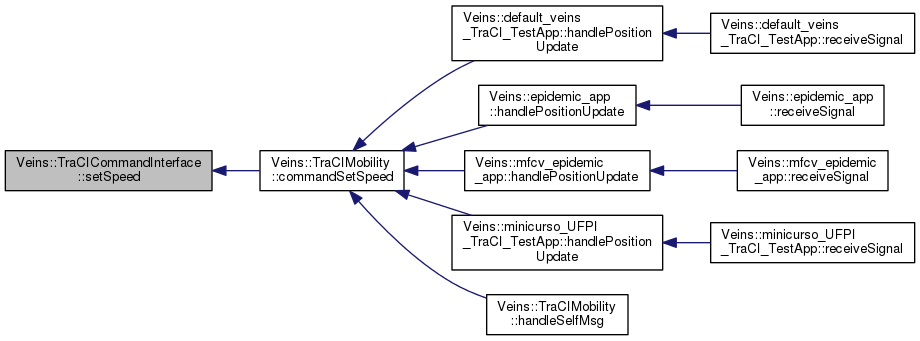 Veins::TraCICommandInterface
::setSpeed
Veins::TraCIMobility
::commandSetSpeed
Veins::default_veins
_TraCI_TestApp::handlePosition
Update
Veins::default_veins
_TraCI_TestApp::receiveSignal
Veins::epidemic_app
::handlePositionUpdate
Veins::epidemic_app
::receiveSignal
Veins::mfcv_epidemic
_app::handlePositionUpdate
Veins::mfcv_epidemic
_app::receiveSignal
Veins::minicurso_UFPI
_TraCI_TestApp::handlePosition
Update
Veins::minicurso_UFPI
_TraCI_TestApp::receiveSignal
Veins::TraCIMobility
::handleSelfMsg